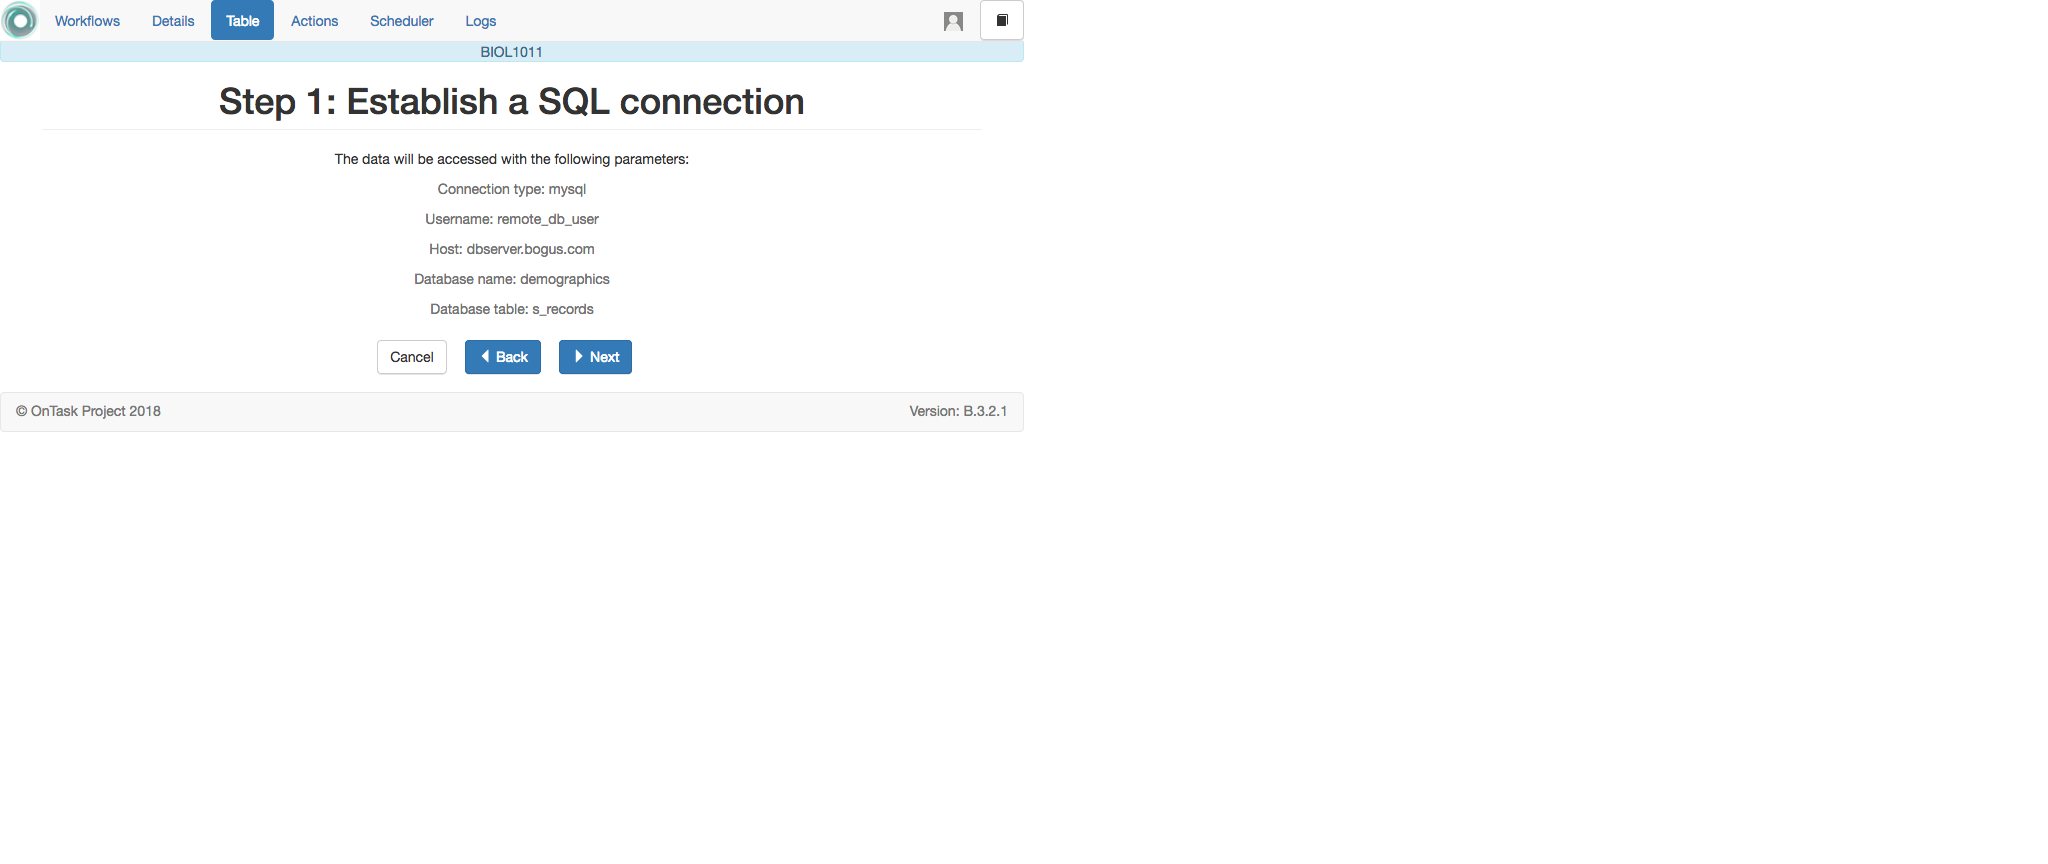 Workflows Details Table Actions Scheduler Logs
BIOL1011
Step 1: Establish a SQL connection
The data will be accessed with the following parameters:
Connection type: mysql
Username: remote_db_user
Host: dbserver.bogus.com
Database name: demographics
Database table: s_records
Cancel Back Next
© OnTask Project 2018 Version: B.3.2.1